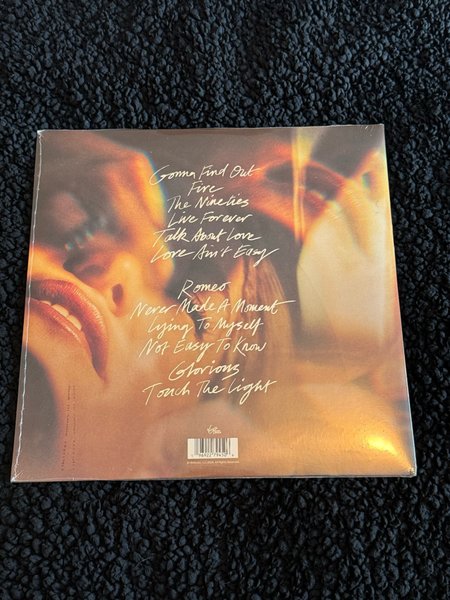 Gonna Find Out
Fire
The Nineties
Live Forever
Talk About Love
Love Ain't Easy
Romeo
Never Made A Moment
Lying To Myself
Not Easy To Know
Glorious
Touch The Light